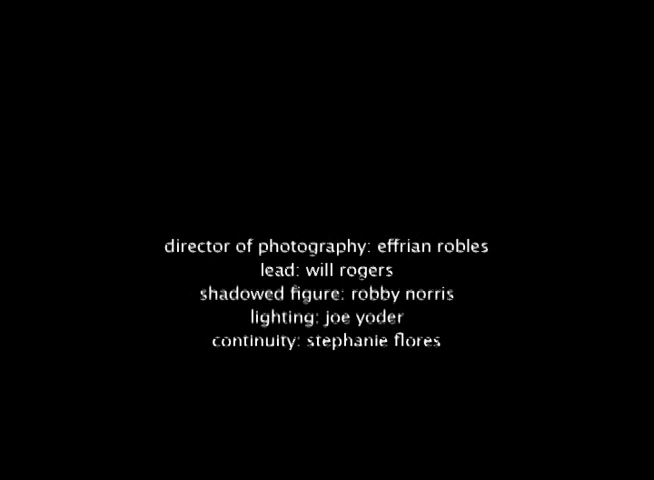 director of photography: effrian robles
lead: will rogers
shadowed figure: robby norris
lighting: joe yoder
continuity: stephanie flores